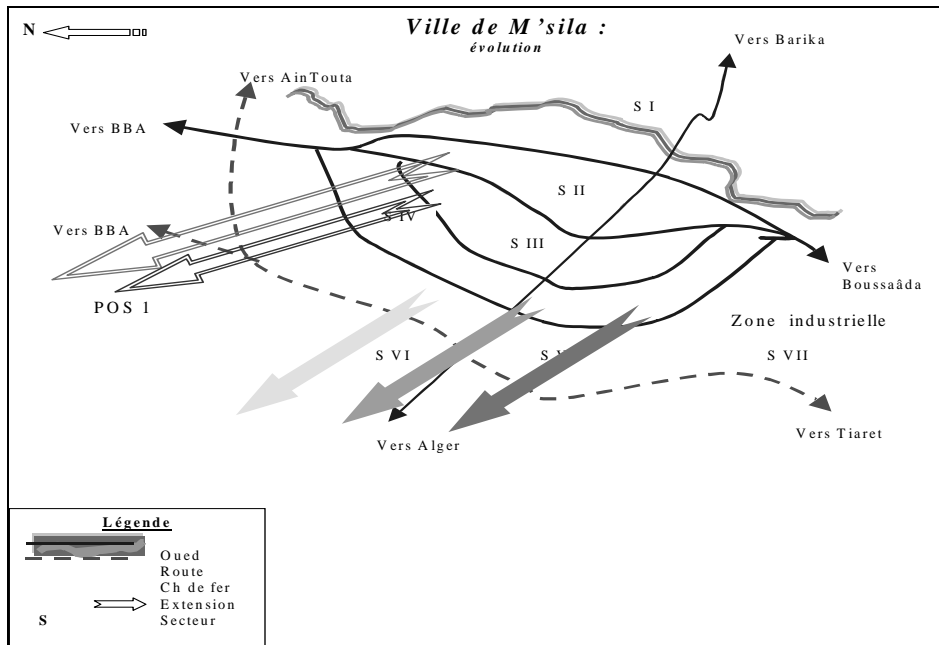 N
Ville de M'sila :
évolution
Vers Barika
Vers AinTouta
S I
Vers BBA
S II
S IV
Vers BBA
S III
Vers
Boussaâda
POS 1
Zone industrielle
S VI
S VII
Vers Alger
Vers Tiaret
Légende
Oued
Route
Ch de fer
Extension
S
Secteur